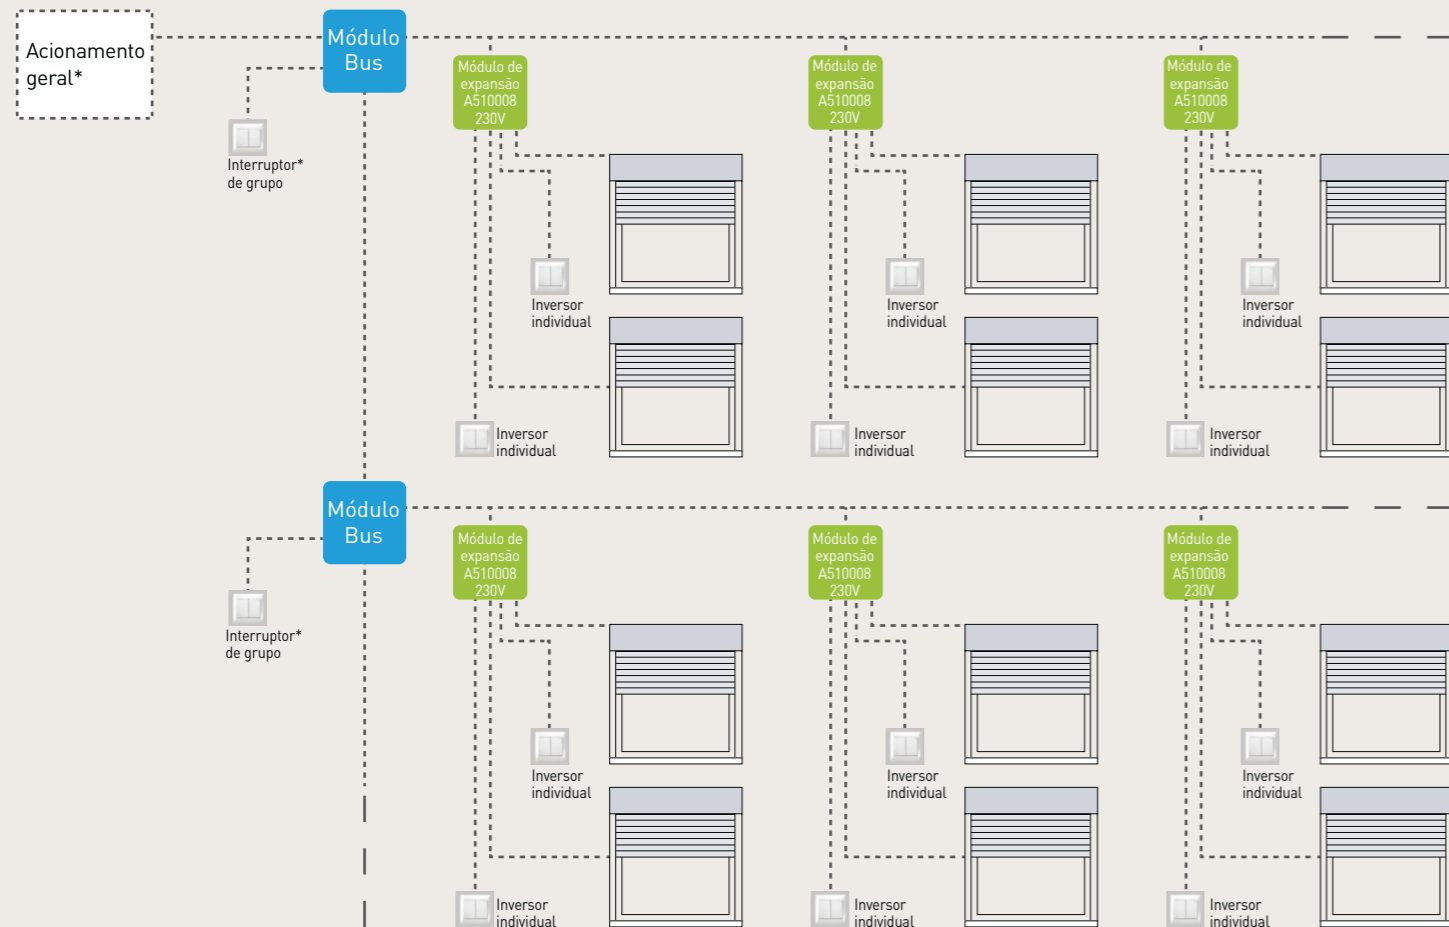 Acionamento
geral*
Módulo
Bus
Interruptor*
de grupo
Módulo de
expansão
A510008
230V
Módulo de
expansão
A510008
230V
Módulo de
expansão
A510008
230V
Inversor
individual
Inversor
individual
Inversor
individual
Inversor
individual
Inversor
individual
Inversor
individual
Módulo
Bus
Interruptor*
de grupo
Módulo de
expansão
A510008
230V
Módulo de
expansão
A510008
230V
Módulo de
expansão
A510008
230V
Inversor
individual
Inversor
individual
Inversor
individual
Inversor
individual
Inversor
individual
Inversor
individual